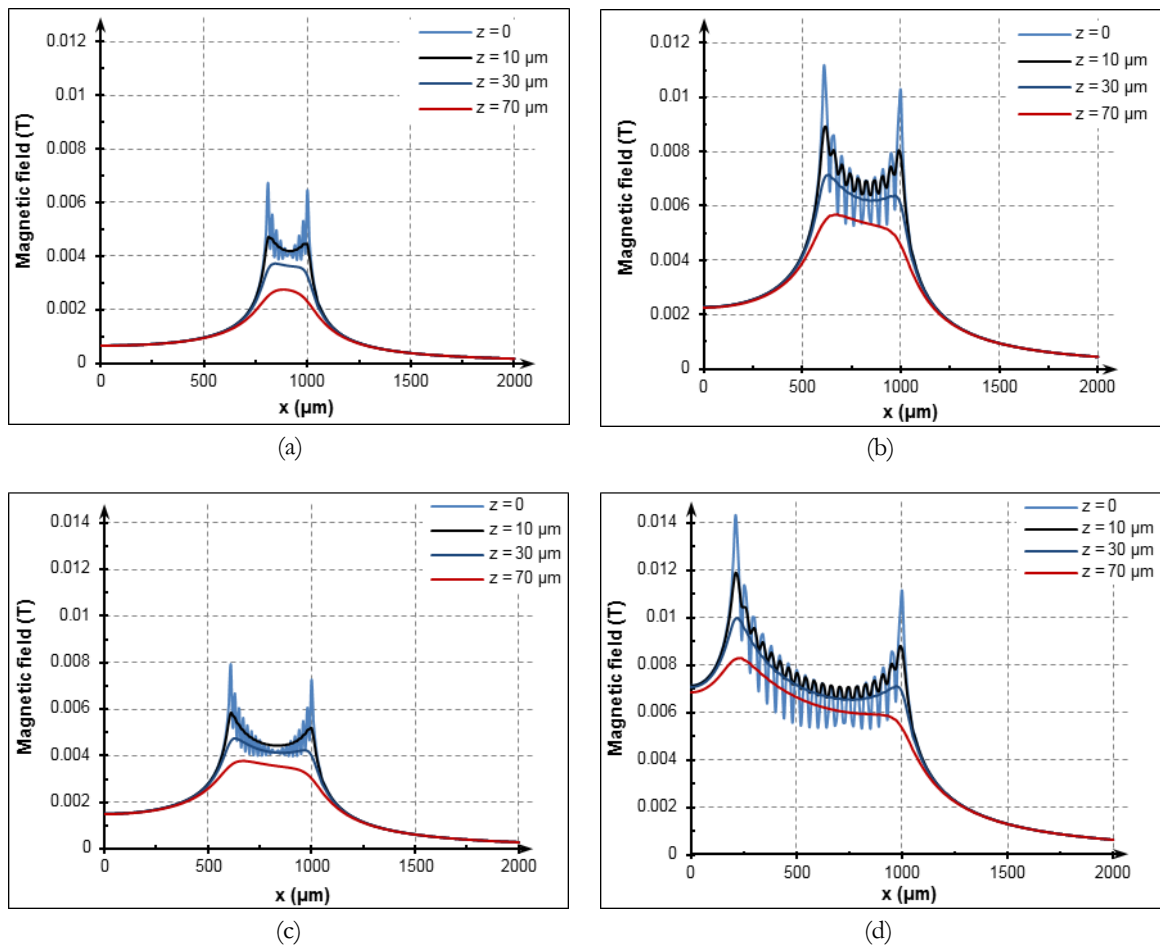 z = 0
z = 10 µm
z = 30 µm
z = 70 µm
0.012
0.01
0.008
0.006
0.004
0.002
0
Magnetic field (T)
0 500 1000 1500 2000
x (µm)
(a)
z = 0
z = 10 µm
z = 30 µm
z = 70 µm
0.012
0.01
0.008
0.006
0.004
0.002
0
Magnetic field (T)
0 500 1000 1500 2000
x (µm)
(b)
z = 0
z = 10 µm
z = 30 µm
z = 70 µm
0.014
0.012
0.01
0.008
0.006
0.004
0.002
0
Magnetic field (T)
0 500 1000 1500 2000
x (µm)
(c)
z = 0
z = 10 µm
z = 30 µm
z = 70 µm
0.014
0.012
0.01
0.008
0.006
0.004
0.002
0
Magnetic field (T)
0 500 1000 1500 2000
x (µm)
(d)